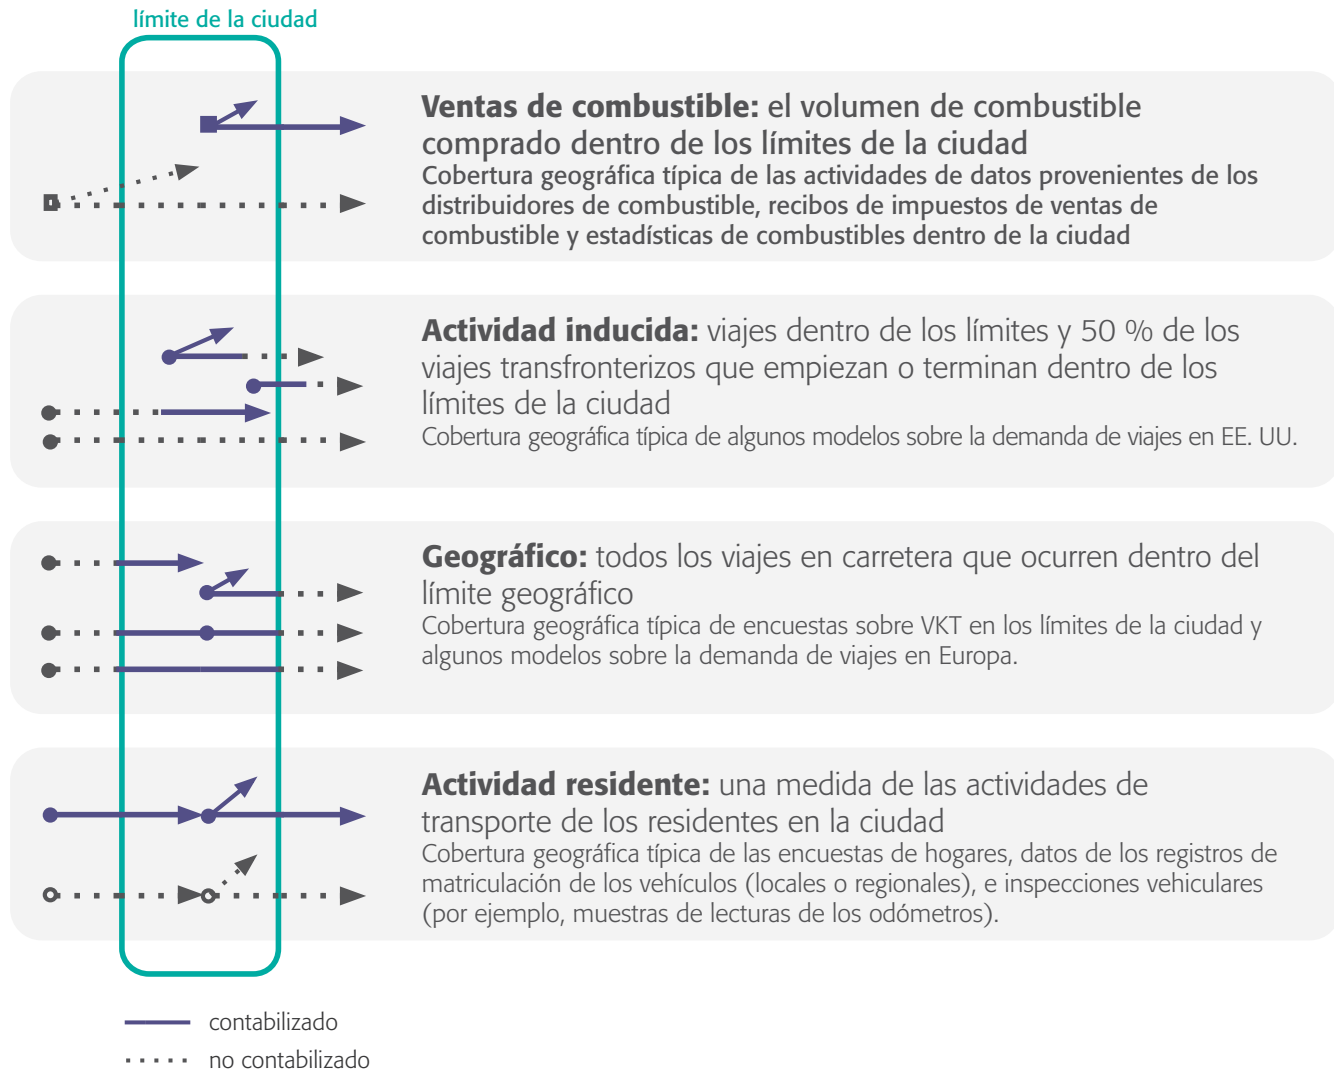 límite de la ciudad
Ventas de combustible: el volumen de combustible
comprado dentro de los límites de la ciudad
Cobertura geográfica típica de las actividades de datos provenientes de los
distribuidores de combustible, recibos de impuestos de ventas de
combustible y estadísticas de combustibles dentro de la ciudad
Actividad inducida: viajes dentro de los límites y 50 % de los
viajes transfronterizos que empiezan o terminan dentro de los
límites de la ciudad
Cobertura geográfica típica de algunos modelos sobre la demanda de viajes en EE. UU.
Geográfico: todos los viajes en carretera que ocurren dentro del
límite geográfico
Cobertura geográfica típica de encuestas sobre VKT en los límites de la ciudad y
algunos modelos sobre la demanda de viajes en Europa.
Actividad residente: una medida de las actividades de
transporte de los residentes en la ciudad
Cobertura geográfica típica de las encuestas de hogares, datos de los registros de
matriculación de los vehículos (locales o regionales), e inspecciones vehiculares
(por ejemplo, muestras de lecturas de los odómetros).
contabilizado
no contabilizado